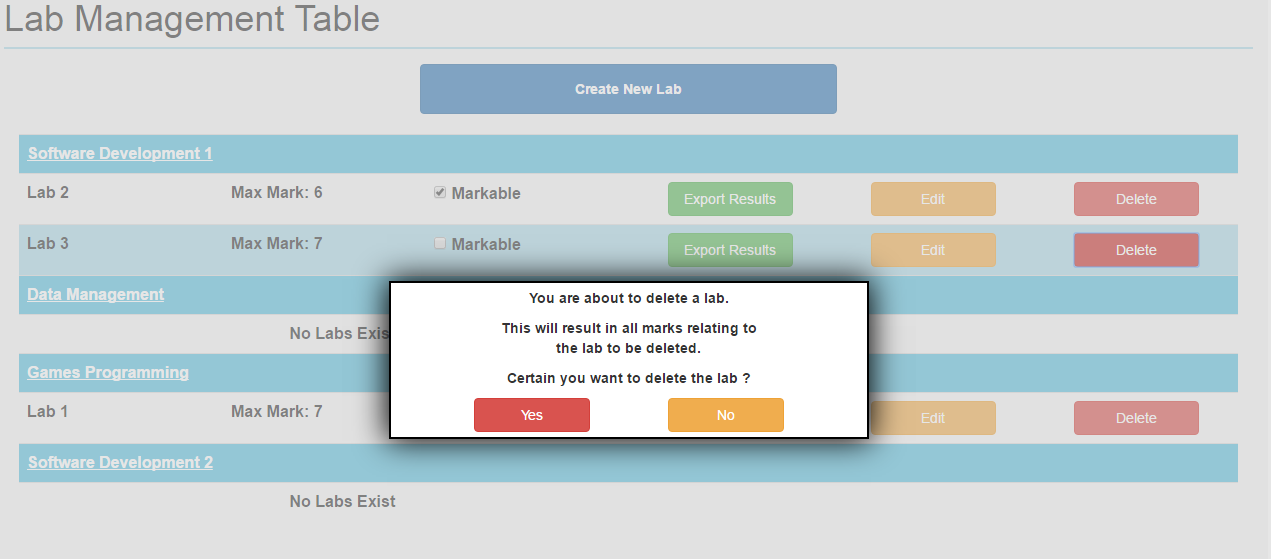 Lab Management Table
Create New Lab
Software Development 1
Lab 2 Max Mark: 6 Markable Export Results Edit Delete
Lab 3 Max Mark: 7 Markable Export Results Edit Delete
Data Management
No Labs Exis
You are about to delete a lab.
This will result in all marks relating to
the lab to be deleted.
Certain you want to delete the lab ?
Yes No
Games Programming
Lab 1 Max Mark: 7 Edit Delete
Software Development 2
No Labs Exist